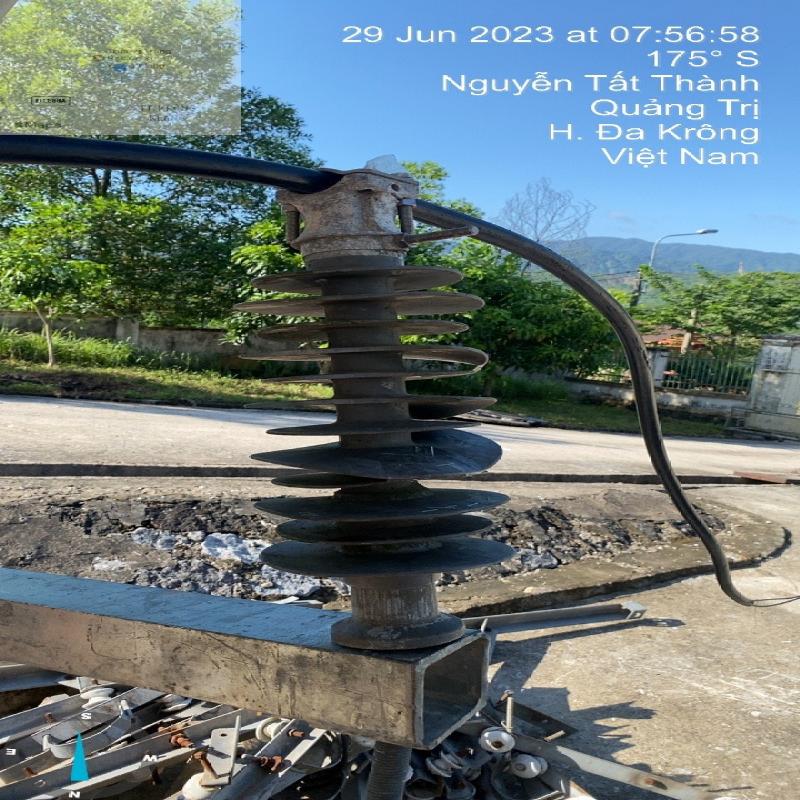 29 Jun 2023 at 07:56:58
175° S
Nguyễn Tất Thành
Quảng Trị
H. Đa Krông
Việt Nam
S
E
W
N